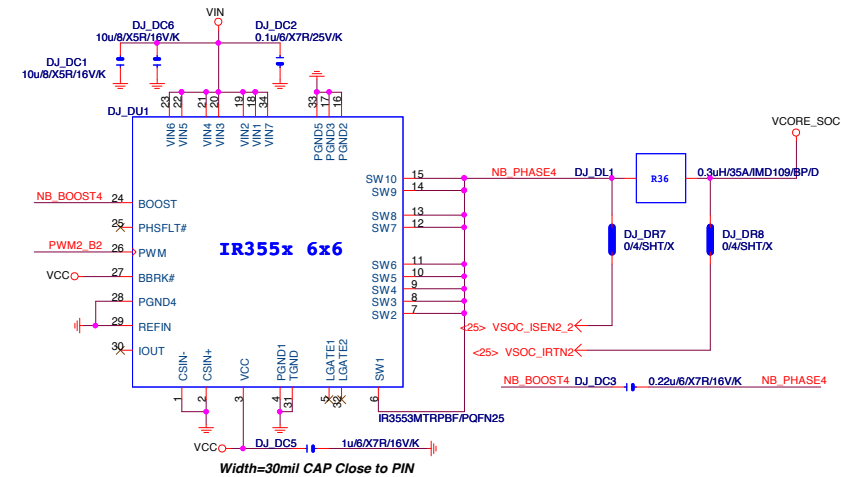 VIN
DJ_DC6
10u/8/X5R/16V/K
DJ_DC2
0.1u/6/X7R/25V/K
DJ_DC1
10u/8/X5R/16V/K
DJ_DU1
23 22 21 20 19 18 34 33 17 16
VIN6 VIN5 VIN4 VIN3 VIN2 VIN1 VIN7 PGND5 PGND3 PGND2
VCORE_SOC
NB_BOOST4 24 BOOST
25 PHSFLT#
PWM2_B2 26 PWM
VCC 27 BBRK#
28 PGND4
29 REFIN
30 IOUT
IR355x 6x6
SW10 15
SW9 14
SW8 13
SW7 12
SW6 11
SW5 10
SW4 9
SW3 8
SW2 7
NB_PHASE4
DJ_DL1
R36
0.3uH/35A/IMD109/BP/D
DJ_DR7
0/4/SHT/X
DJ_DR8
0/4/SHT/X
<25> VSOC_ISEN2_2
<25> VSOC_IRTN2
NB_BOOST4 DJ_DC3 0.22u/6/X7R/16V/K NB_PHASE4
CSIN- CSIN+ VCC PGND1 TGND LGATE1 LGATE2 SW1
1 2 3 4 31 5 32 6
IR3553MTRPBF/PQFN25
VCC DJ_DC5 1u/6/X7R/16V/K
Width=30mil CAP Close to PIN